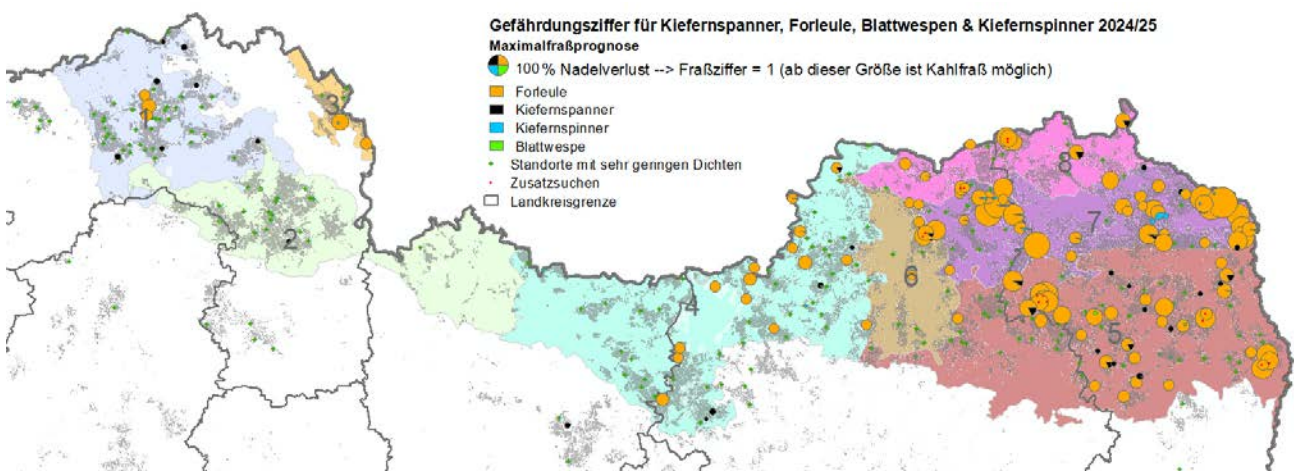 Gefährdungsziffer für Kiefernspanner, Forleule, Blattwespen & Kiefernspinner 2024/25
Maximalfraßprognose
100% Nadelverlust --> Fraßziffer = 1 (ab dieser Größe ist Kahlfraß möglich)
Forleule
Kiefernspanner
Kiefernspinner
Blattwespe
Standorte mit sehr geringen Dichten
Zusatzsuchen
Landkreisgrenze
1
2
3
4
5
6
7
8